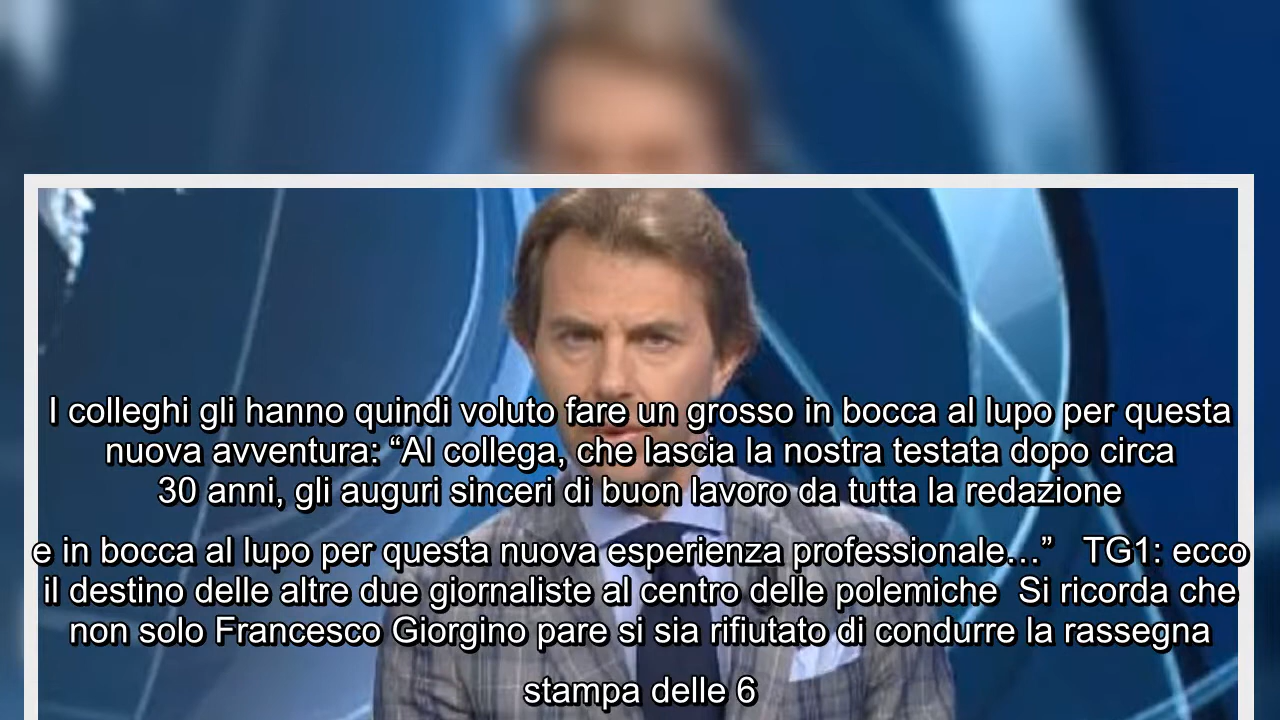 I colleghi gli hanno quindi voluto fare un grosso in bocca al lupo per questa
nuova avventura: “Al collega, che lascia la nostra testata dopo circa
30 anni, gli auguri sinceri di buon lavoro da tutta la redazione
e in bocca al lupo per questa nuova esperienza professionale…” TG1: ecco
il destino delle altre due giornaliste al centro delle polemiche Si ricorda che
non solo Francesco Giorgino pare si sia rifiutato di condurre la rassegna
stampa delle 6